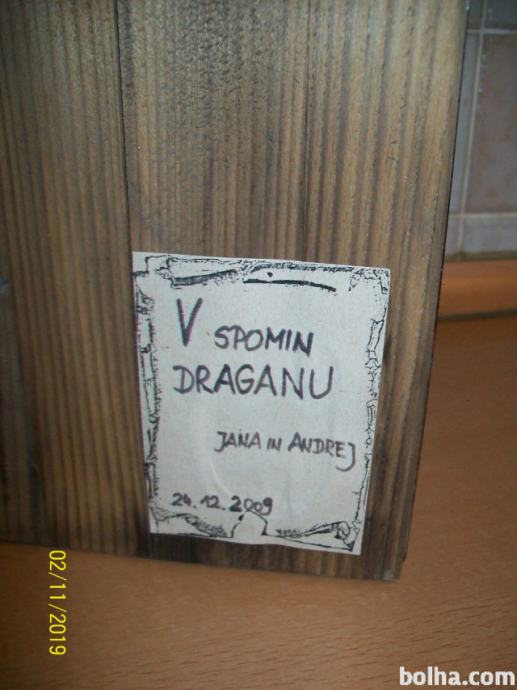 V SPOMIN
DRAGANU
JANA IN ANDREJ
24.12.2009
02/11/2019
bolha.com